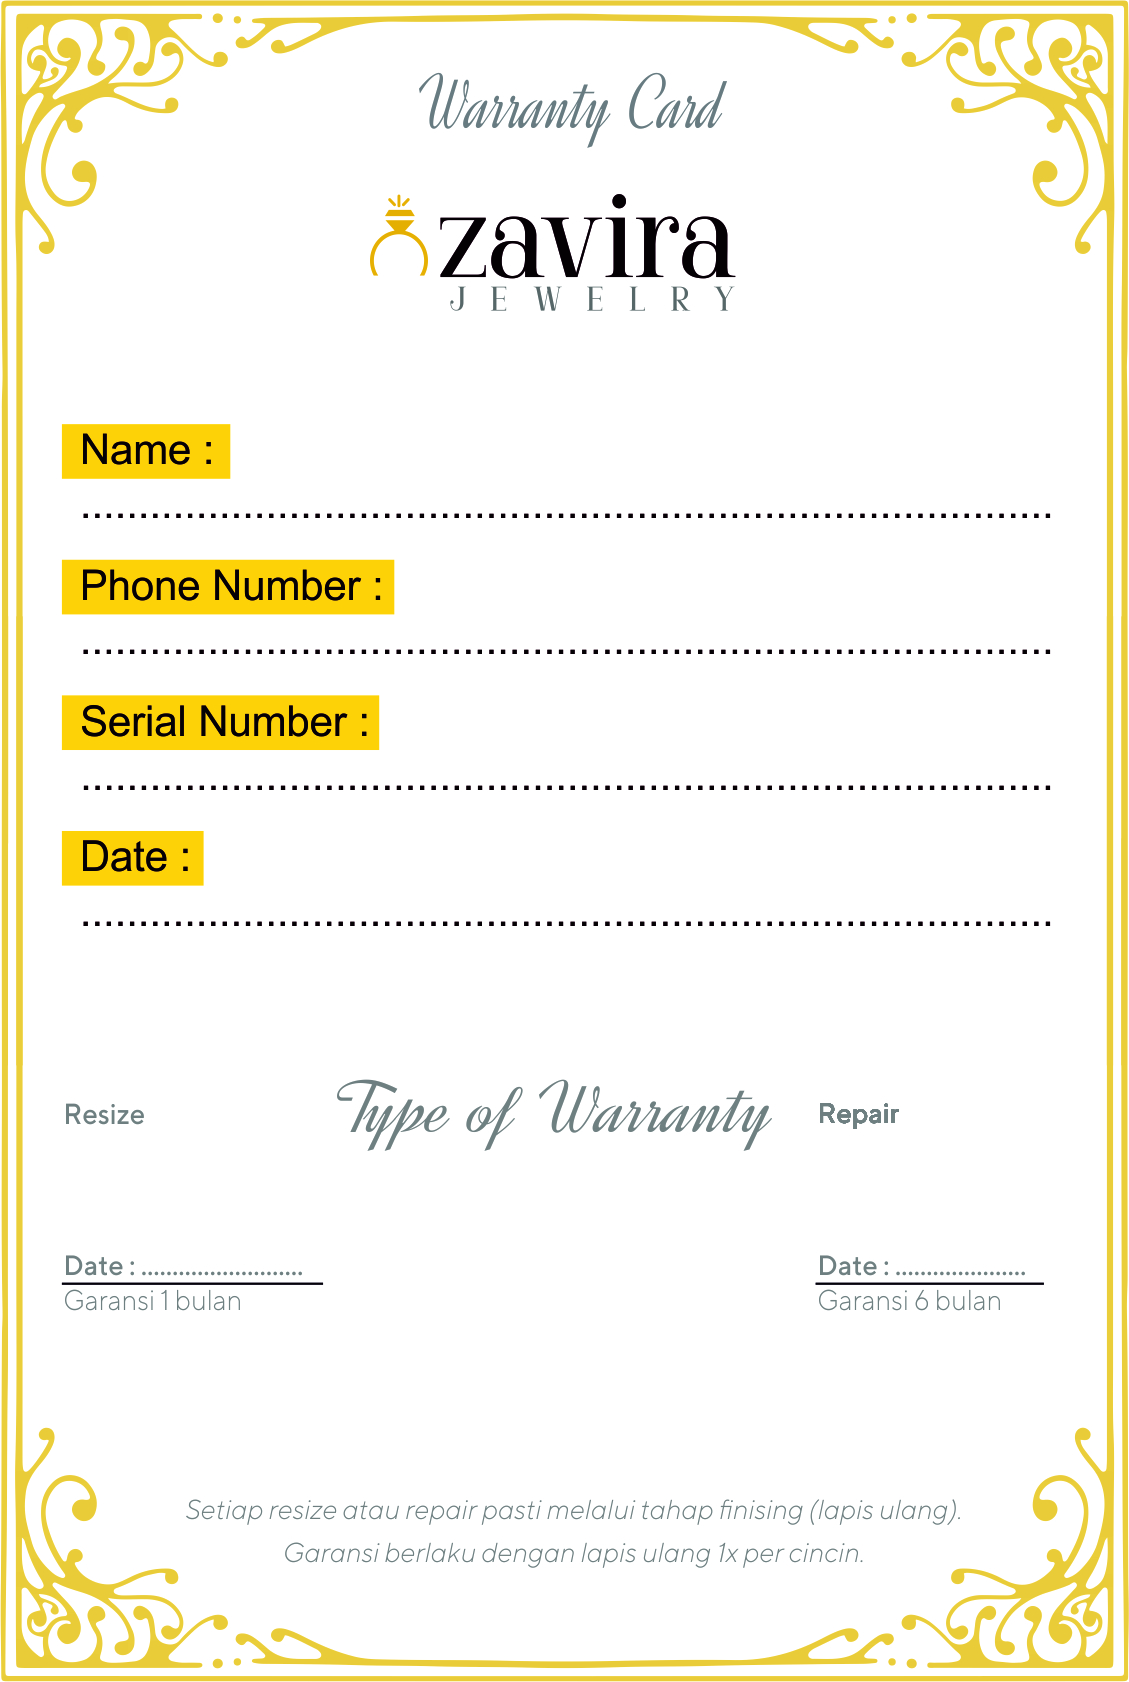 Warranty Card
zavira
JEWELRY
Name :
..................................................................................
Phone Number :
..................................................................................
Serial Number :
..................................................................................
Date :
..................................................................................
Resize
Type of Warranty
Repair
Date : ..........................
Date : .....................
Garansi 1 bulan
Garansi 6 bulan
Setiap resize atau repair pasti melalui tahap finising (lapis ulang).
Garansi berlaku dengan lapis ulang 1x per cincin.